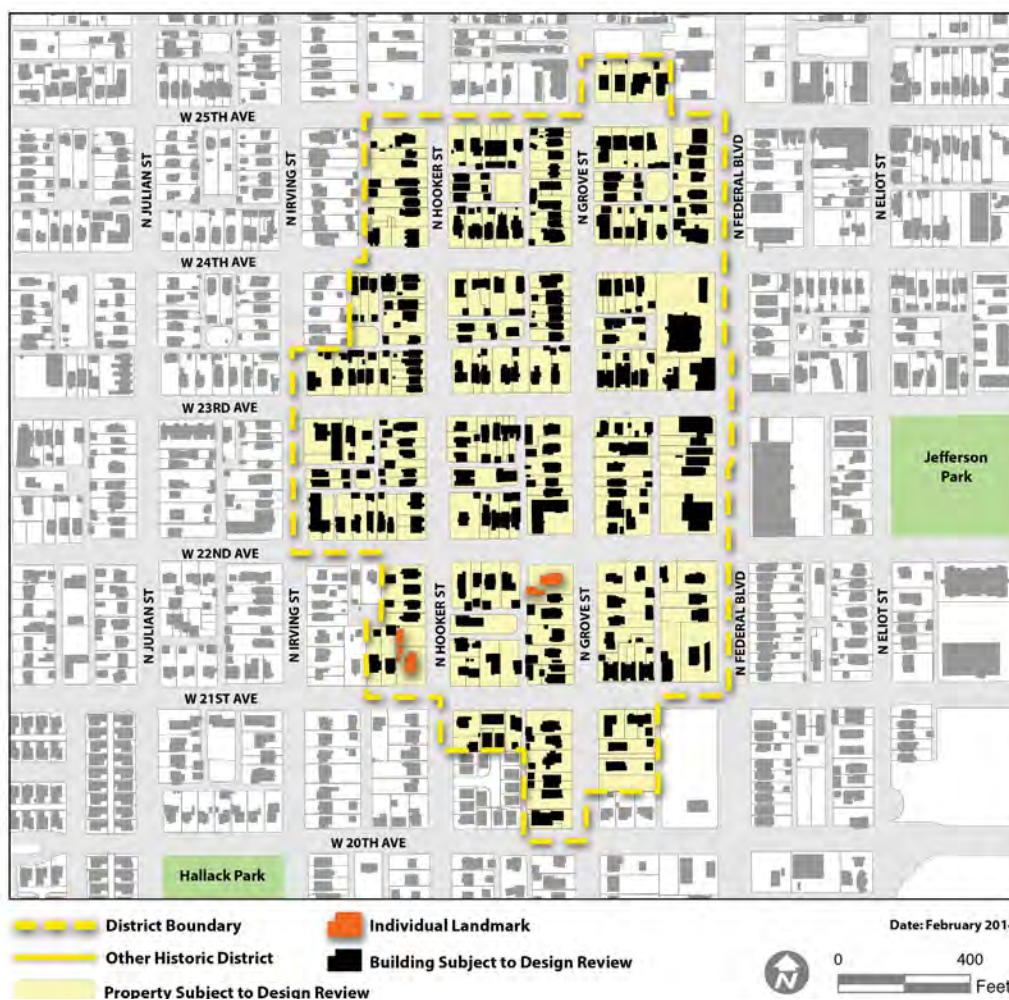 W 25TH AVE
N JULIAN ST
N IRVING ST
N HOOKER ST
N GROVE ST
N FEDERAL BLVD
N ELIOT ST
W 24TH AVE
W 23RD AVE
Jefferson
Park
W 22ND AVE
N JULIAN ST
N IRVING ST
N HOOKER ST
N GROVE ST
N FEDERAL BLVD
N ELIOT ST
W 21ST AVE
W 20TH AVE
Hallack Park
District Boundary
Individual Landmark
Date: February
Other Historic District
Building Subject to Design Review
N
0
400
Feet
Property Subject to Design Review